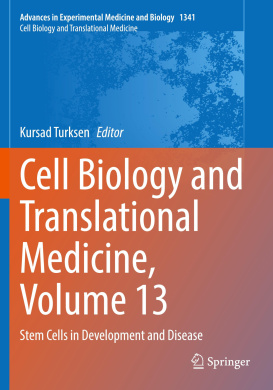 Advances in Experimental Medicine and Biology 1341
Cell Biology and Translational Medicine
Kursad Turksen Editor
Cell Biology and
Translational
Medicine,
Volume 13
Stem Cells in Development and Disease
Springer